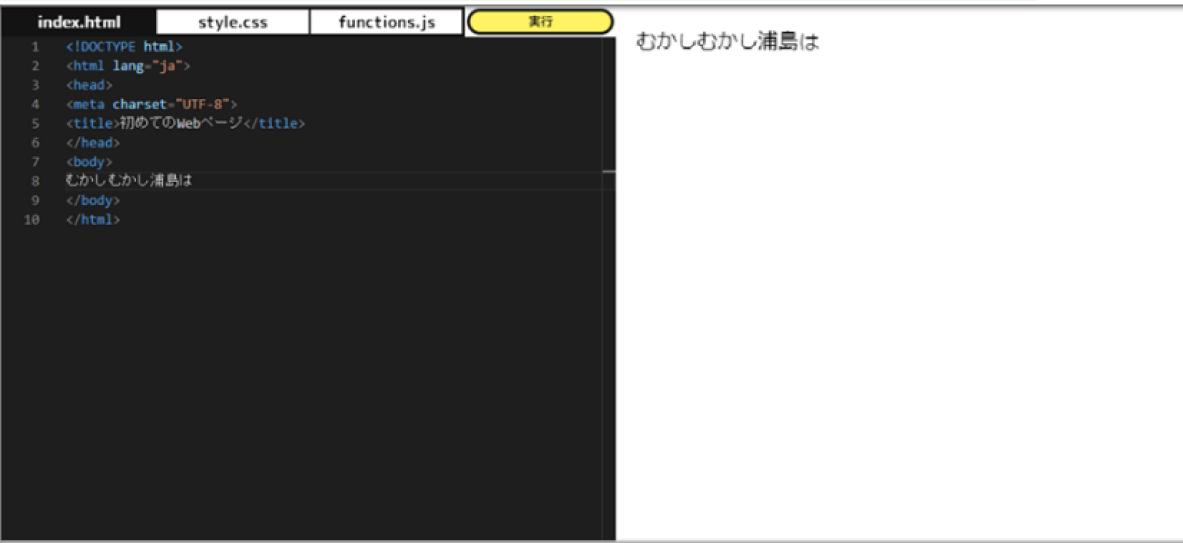 index.html style.css functions.js 実行
1 <!DOCTYPE html>
2 <html lang="ja">
3 <head>
4 <meta charset="UTF-8">
5 <title>初めてのWebページ</title>
6 </head>
7 <body>
8 むかしむかし浦島は
9 </body>
10 </html>
むかしむかし浦島は